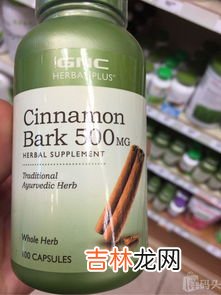 GNC
HERBAL PLUS®
Cinnamon
Bark 500MG
HERBAL SUPPLEMENT
Traditional
Ayurvedic Herb
Whole Herb
100 CAPSULES
吉林龙网